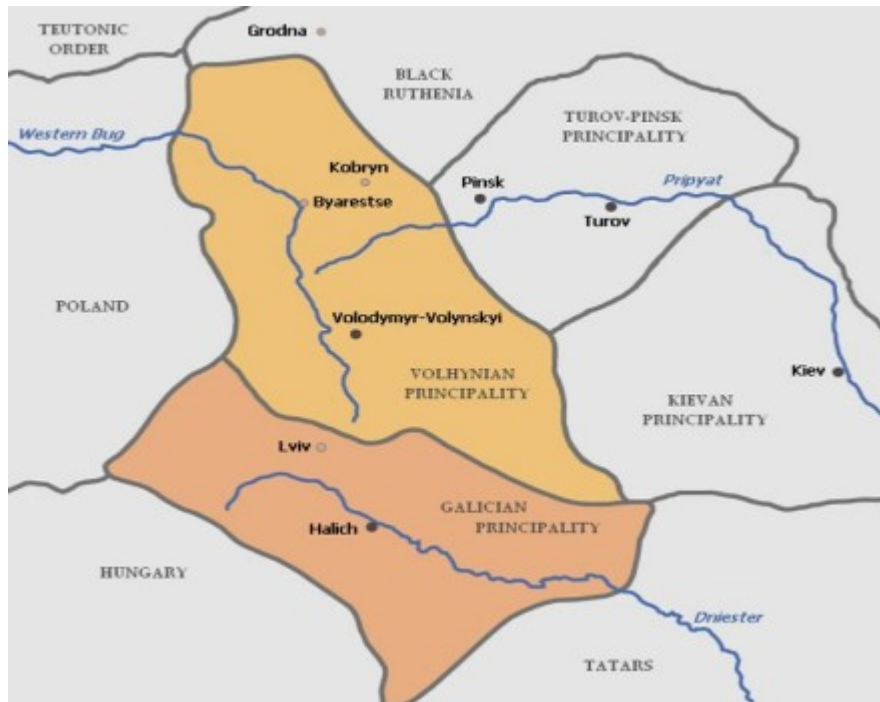 TEUTONIC
ORDER
Grodna
BLACK
RUTHENIA
TUROV-PINSK
PRINCIPALITY
Western Bug
Kobryn
Byarestse
Pinsk
Pripyat
Turov
POLAND
Volodymyr-Volynskyi
VOLHYNIAN
PRINCIPALITY
Kiev
KIEVAN
PRINCIPALITY
Lviv
GALICIAN
PRINCIPALITY
Halich
HUNGARY
Dniester
TATARS